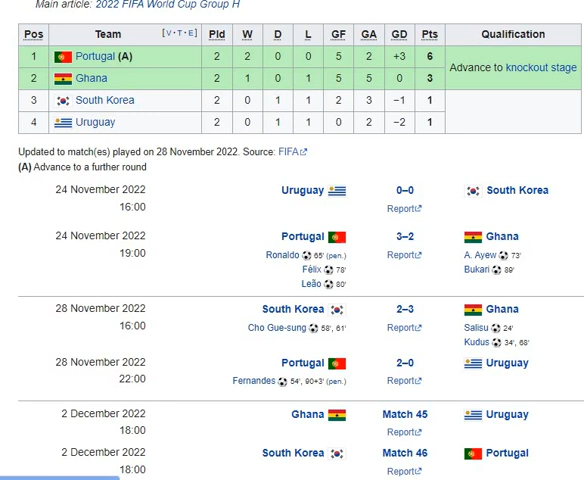 Main article: 2022 FIFA World Cup Group H
Pos Team [V·T·E] Pld W D L GF GA GD Pts Qualification
1 Portugal (A) 2 2 0 0 5 2 +3 6 Advance to knockout stage
2 Ghana 2 1 0 1 5 5 0 3
3 South Korea 2 0 1 1 2 3 −1 1
4 Uruguay 2 0 1 1 0 2 −2 1
Updated to match(es) played on 28 November 2022. Source: FIFA
(A) Advance to a further round
24 November 2022 Uruguay 0–0 South Korea
16:00 Report
24 November 2022 Portugal 3–2 Ghana
19:00 Ronaldo 65' (pen.) Report A. Ayew 73'
Félix 78' Bukari 89'
Leão 80'
28 November 2022 South Korea 2–3 Ghana
16:00 Cho Gue-sung 58', 61' Report Salisu 24'
Kudus 34', 68'
28 November 2022 Portugal 2–0 Uruguay
22:00 Fernandes 54', 90+3' (pen.) Report
2 December 2022 Ghana Match 45 Uruguay
18:00 Report
2 December 2022 South Korea Match 46 Portugal
18:00 Report